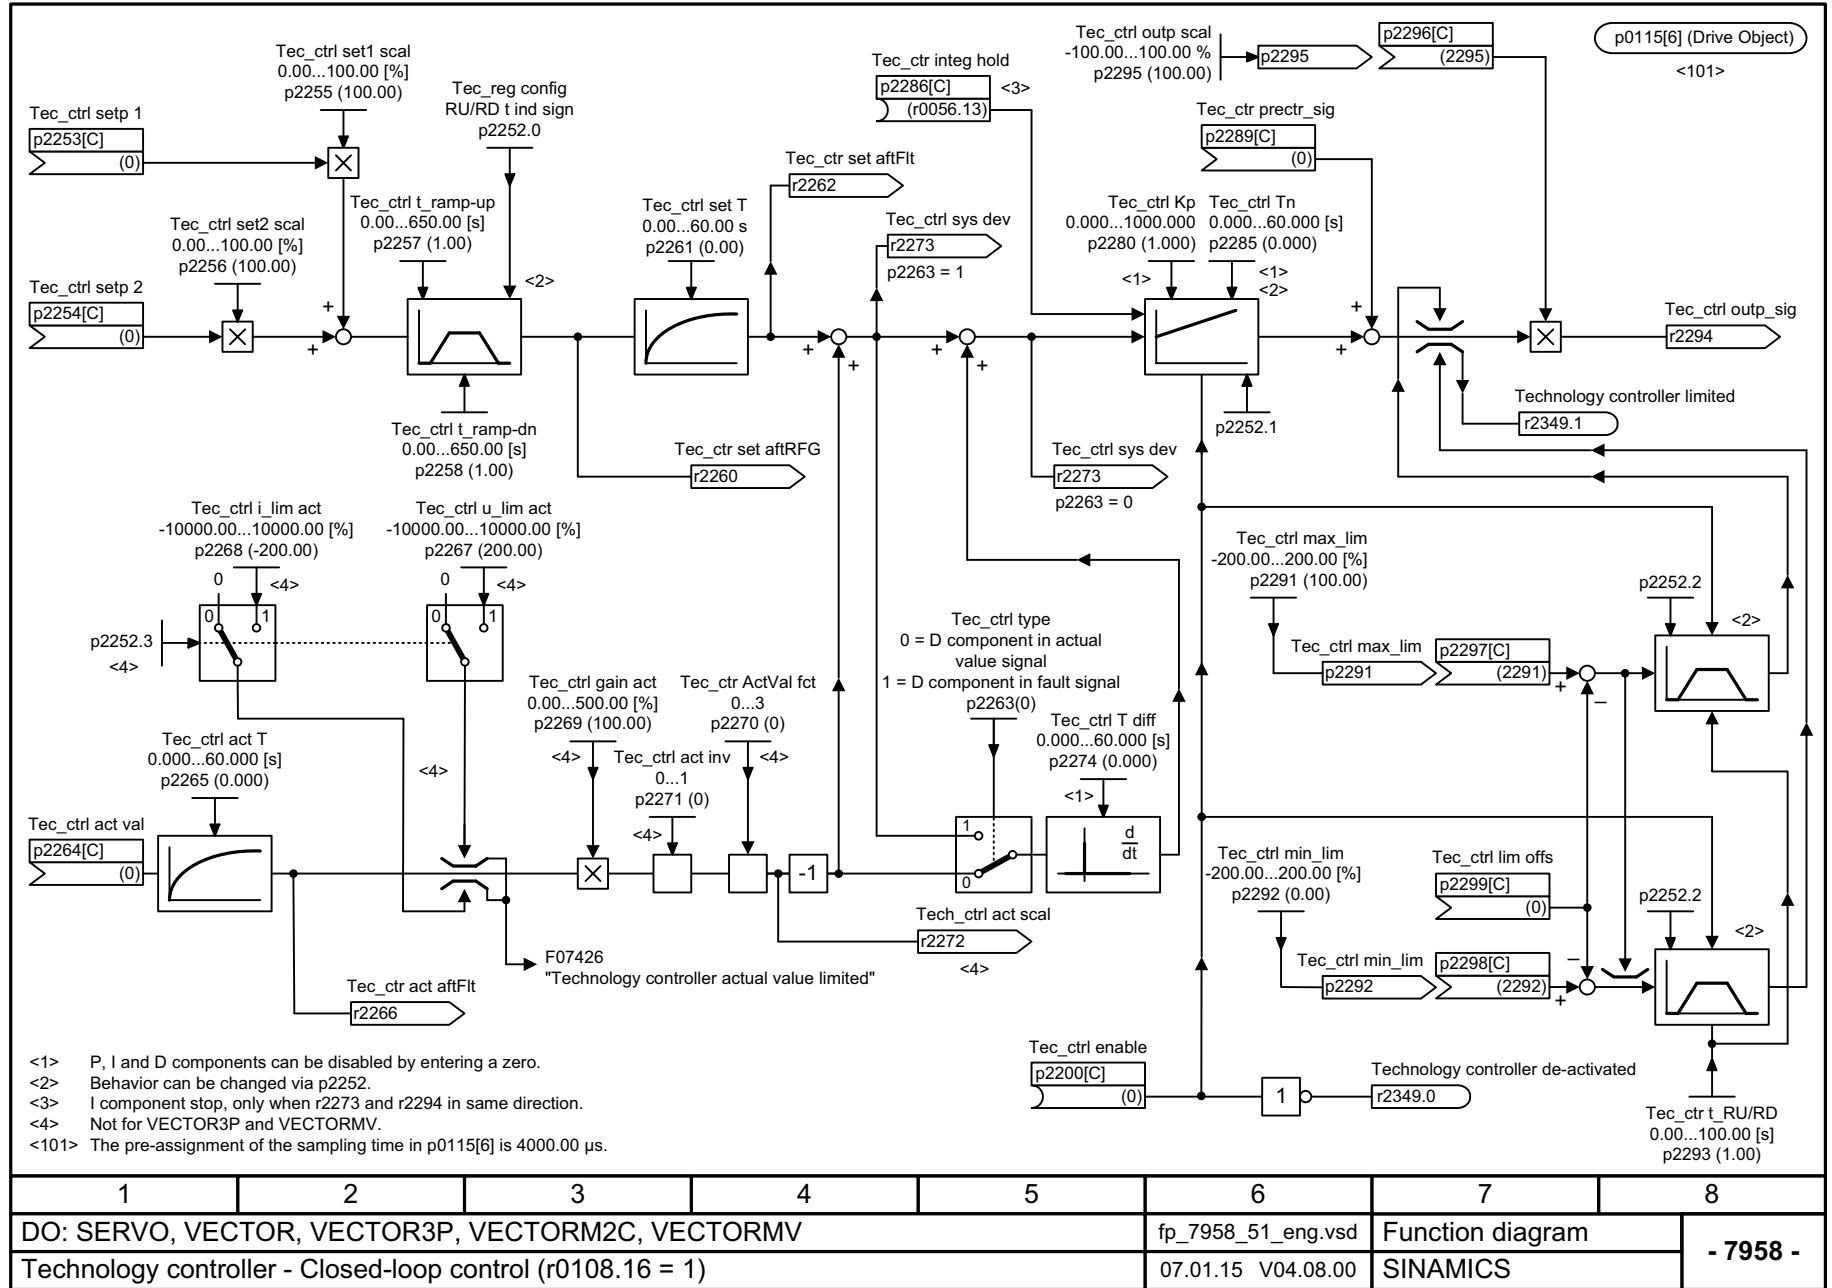 Tec_ctrl set1 scal
0.00...100.00 [%]
p2255 (100.00)
Tec_reg config
RU/RD t ind sign
p2252.0
Tec_ctr integ hold
p2286[C]
(r0056.13)
<3>
Tec_ctrl outp scal
-100.00...100.00 %
p2295 (100.00)
p2295
p2296[C]
(2295)
p0115[6] (Drive Object)
<101>
Tec_ctrl setp 1
p2253[C]
(0)
Tec_ctr prectr_sig
p2289[C]
(0)
Tec_ctrl set2 scal
0.00...100.00 [%]
p2256 (100.00)
Tec_ctrl t_ramp-up
0.00...650.00 [s]
p2257 (1.00)
<2>
Tec_ctrl set T
0.00...60.00 s
p2261 (0.00)
Tec_ctr set aftFlt
r2262
Tec_ctrl sys dev
r2273
p2263 = 1
Tec_ctrl Kp
0.000...1000.000
p2280 (1.000)
<1>
Tec_ctrl Tn
0.000...60.000 [s]
p2285 (0.000)
<1>
<2>
Tec_ctrl setp 2
p2254[C]
(0)
+
+
+
+
+
+
+
+
Tec_ctrl outp_sig
r2294
Tec_ctrl t_ramp-dn
0.00...650.00 [s]
p2258 (1.00)
Tec_ctr set aftRFG
r2260
Tec_ctrl sys dev
r2273
p2263 = 0
p2252.1
Technology controller limited
r2349.1
Tec_ctrl i_lim act
-10000.00...10000.00 [%]
p2268 (-200.00)
0
<4>
0
1
Tec_ctrl u_lim act
-10000.00...10000.00 [%]
p2267 (200.00)
0
<4>
0
1
p2252.3
<4>
Tec_ctrl max_lim
-200.00...200.00 [%]
p2291 (100.00)
Tec_ctrl max_lim
p2291
p2297[C]
(2291)
+
–
p2252.2
<2>
Tec_ctrl type
0 = D component in actual
value signal
1 = D component in fault signal
p2263(0)
Tec_ctrl gain act
0.00...500.00 [%]
p2269 (100.00)
<4>
Tec_ctr ActVal fct
0...3
p2270 (0)
<4>
Tec_ctrl act inv
0...1
p2271 (0)
<4>
Tec_ctrl T diff
0.000...60.000 [s]
p2274 (0.000)
<1>
Tec_ctrl act T
0.000...60.000 [s]
p2265 (0.000)
<4>
Tec_ctrl act val
p2264[C]
(0)
-1
1
0
d
dt
Tec_ctrl min_lim
-200.00...200.00 [%]
p2292 (0.00)
Tec_ctrl lim offs
p2299[C]
(0)
p2252.2
<2>
Tech_ctrl act scal
r2272
<4>
F07426
"Technology controller actual value limited"
Tec_ctr act aftFlt
r2266
Tec_ctrl min_lim
p2292
p2298[C]
(2292)
–
+
Tec_ctrl enable
p2200[C]
(0)
1
Technology controller de-activated
r2349.0
Tec_ctr t_RU/RD
0.00...100.00 [s]
p2293 (1.00)
<1> P, I and D components can be disabled by entering a zero.
<2> Behavior can be changed via p2252.
<3> I component stop, only when r2273 and r2294 in same direction.
<4> Not for VECTOR3P and VECTORMV.
<101> The pre-assignment of the sampling time in p0115[6] is 4000.00 µs.
1 2 3 4 5 6 7 8
DO: SERVO, VECTOR, VECTOR3P, VECTORM2C, VECTORMV
fp_7958_51_eng.vsd
Function diagram
- 7958 -
Technology controller - Closed-loop control (r0108.16 = 1)
07.01.15 V04.08.00
SINAMICS